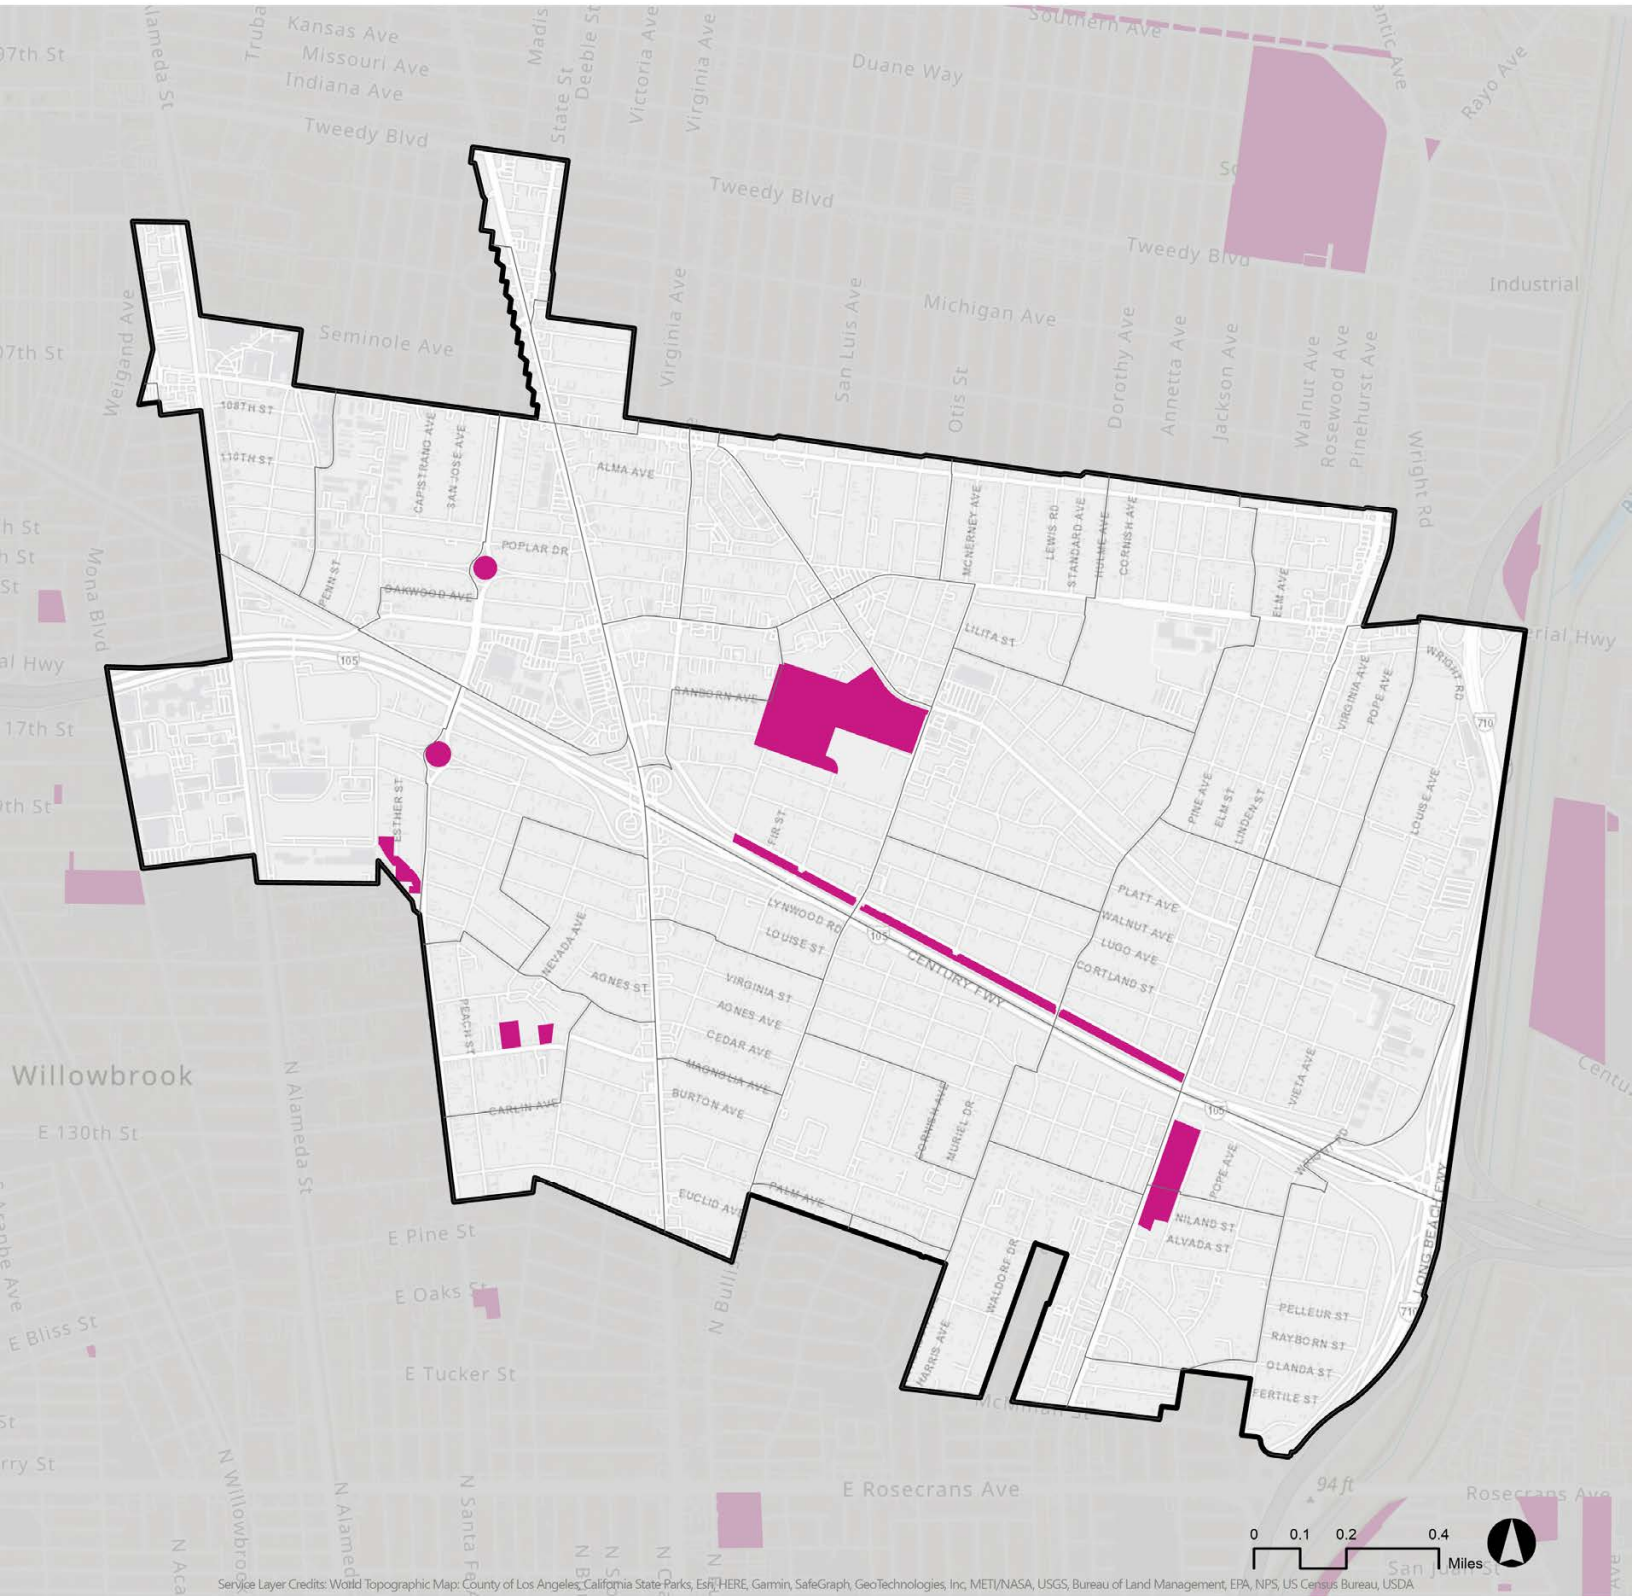 Kansas Ave
Missouri Ave
Indiana Ave
Tweedy Blvd
97th St
Alameda St
State St
Victoria Ave
Virginia Ave
Duane Way
Southern Ave
Rayo Ave
Tweedy Blvd
Tweedy Blvd
Industrial
Michigan Ave
Seminole Ave
Weigand Ave
Virginia Ave
San Luis Ave
Otis St
Dorothy Ave
Annetta Ave
Jackson Ave
Walnut Ave
Rosewood Ave
Pinehurst Ave
Wright Rd
108TH ST
110TH ST
CAPISTRANO AVE
SAN JOSE AVE
ALMA AVE
POPLAR DR
OAKWOOD AVE
PENN ST
MCNERNEY AVE
LEWIS RD
STANDARD AVE
HULME AVE
CORNISH AVE
ELM AVE
LILITA ST
Mona Blvd
105
SANBORN AVE
VIRGINIA AVE
POPE AVE
WRIGHT RD
710
17th St
ESTHER ST
FIR ST
PINE AVE
ELM ST
LINDEN ST
LOUISE AVE
PLATT AVE
WALNUT AVE
LUGO AVE
CORTLAND ST
LYNWOOD RD
LOUISE ST
105
CENTURY FWY
NEVADA AVE
AGNES ST
VIRGINIA ST
AGNES AVE
CEDAR AVE
MAGNOLIA AVE
BURTON AVE
PEACH ST
CARLIN AVE
Willowbrook
E 130th St
N Alameda St
CORNISH AVE
MURIEL DR
VIETA AVE
105
WRIGHT RD
POPE AVE
NILAND ST
ALVADA ST
EUCLID AVE
PALM AVE
WALDORF DR
HARRIS AVE
LONG BEACH FWY
710
PELLEUR ST
RAYBORN ST
OLANDA ST
FERTILE ST
E Pine St
E Oaks St
E Bliss St
E Tucker St
E Rosecrans Ave
94 ft
Rosecrans Ave
San Juan St
0 0.1 0.2 0.4
Miles
Service Layer Credits: World Topographic Map: County of Los Angeles, California State Parks, Esri, HERE, Garmin, SafeGraph, GeoTechnologies, Inc, METI/NASA, USGS, Bureau of Land Management, EPA, NPS, US Census Bureau, USDA